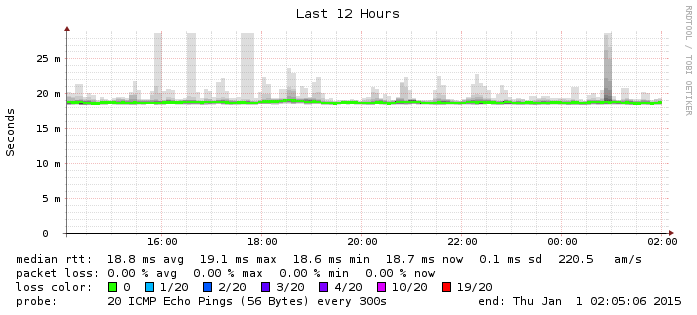 Last 12 Hours
RRDTOOL / TOBI OETIKER
Seconds
25 m
20 m
15 m
10 m
5 m
0
16:00 18:00 20:00 22:00 00:00 02:00
median rtt: 18.8 ms avg 19.1 ms max 18.6 ms min 18.7 ms now 0.1 ms sd 220.5 am/s
packet loss: 0.00 % avg 0.00 % max 0.00 % min 0.00 % now
loss color: 0 1/20 2/20 3/20 4/20 10/20 19/20
probe: 20 ICMP Echo Pings (56 Bytes) every 300s end: Thu Jan 1 02:05:06 2015